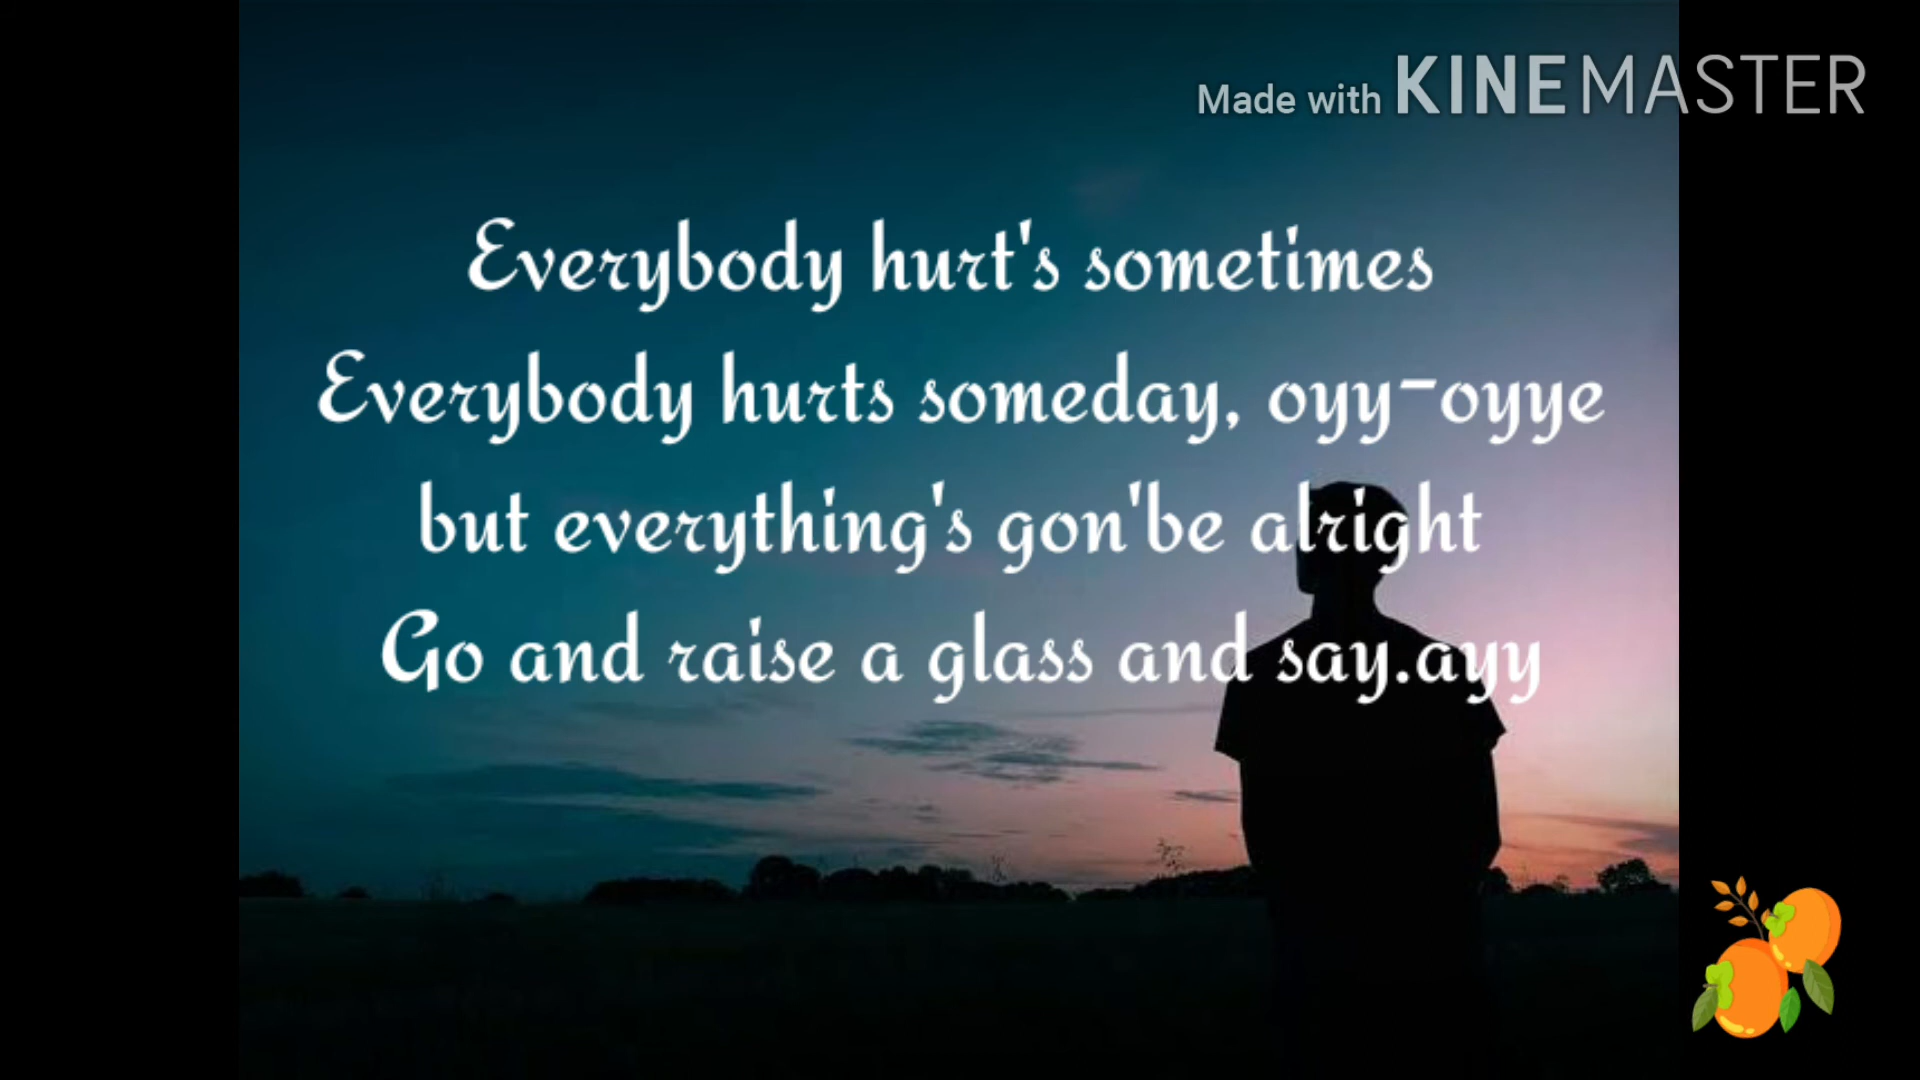 Made with KINEMASTER
Everybody hurt's sometimes
Everybody hurts someday, oyy-oyye
but everything's gon'be alright
Go and raise a glass and say.ayy